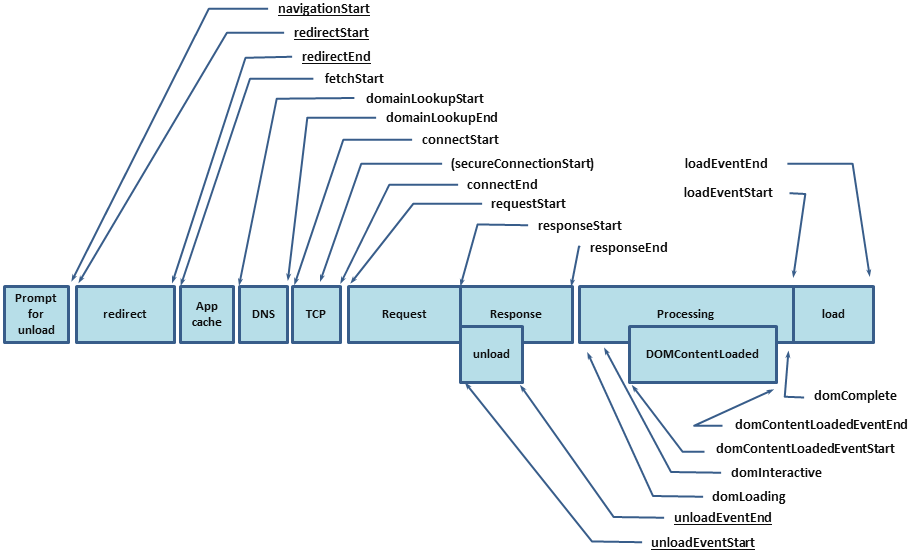 navigationStart
redirectStart
redirectEnd
fetchStart
domainLookupStart
domainLookupEnd
connectStart
(secureConnectionStart)
loadEventEnd
connectEnd
loadEventStart
requestStart
responseStart
responseEnd
Prompt
for
unload
redirect
App
cache
DNS
TCP
Request
Response
Processing
load
unload
DOMContentLoaded
domComplete
domContentLoadedEventEnd
domContentLoadedEventStart
domInteractive
domLoading
unloadEventEnd
unloadEventStart